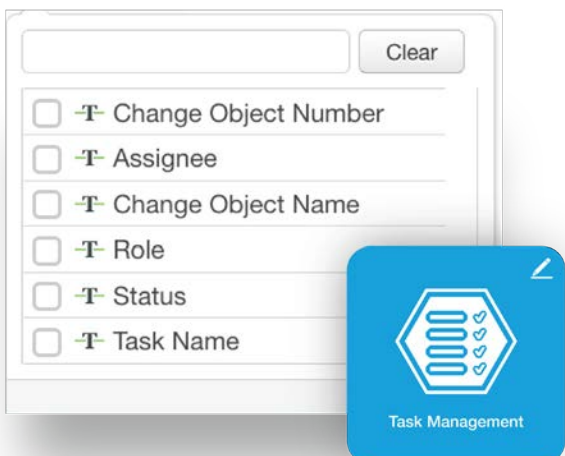 Clear
T Change Object Number
T Assignee
T Change Object Name
T Role
T Status
T Task Name
Task Management